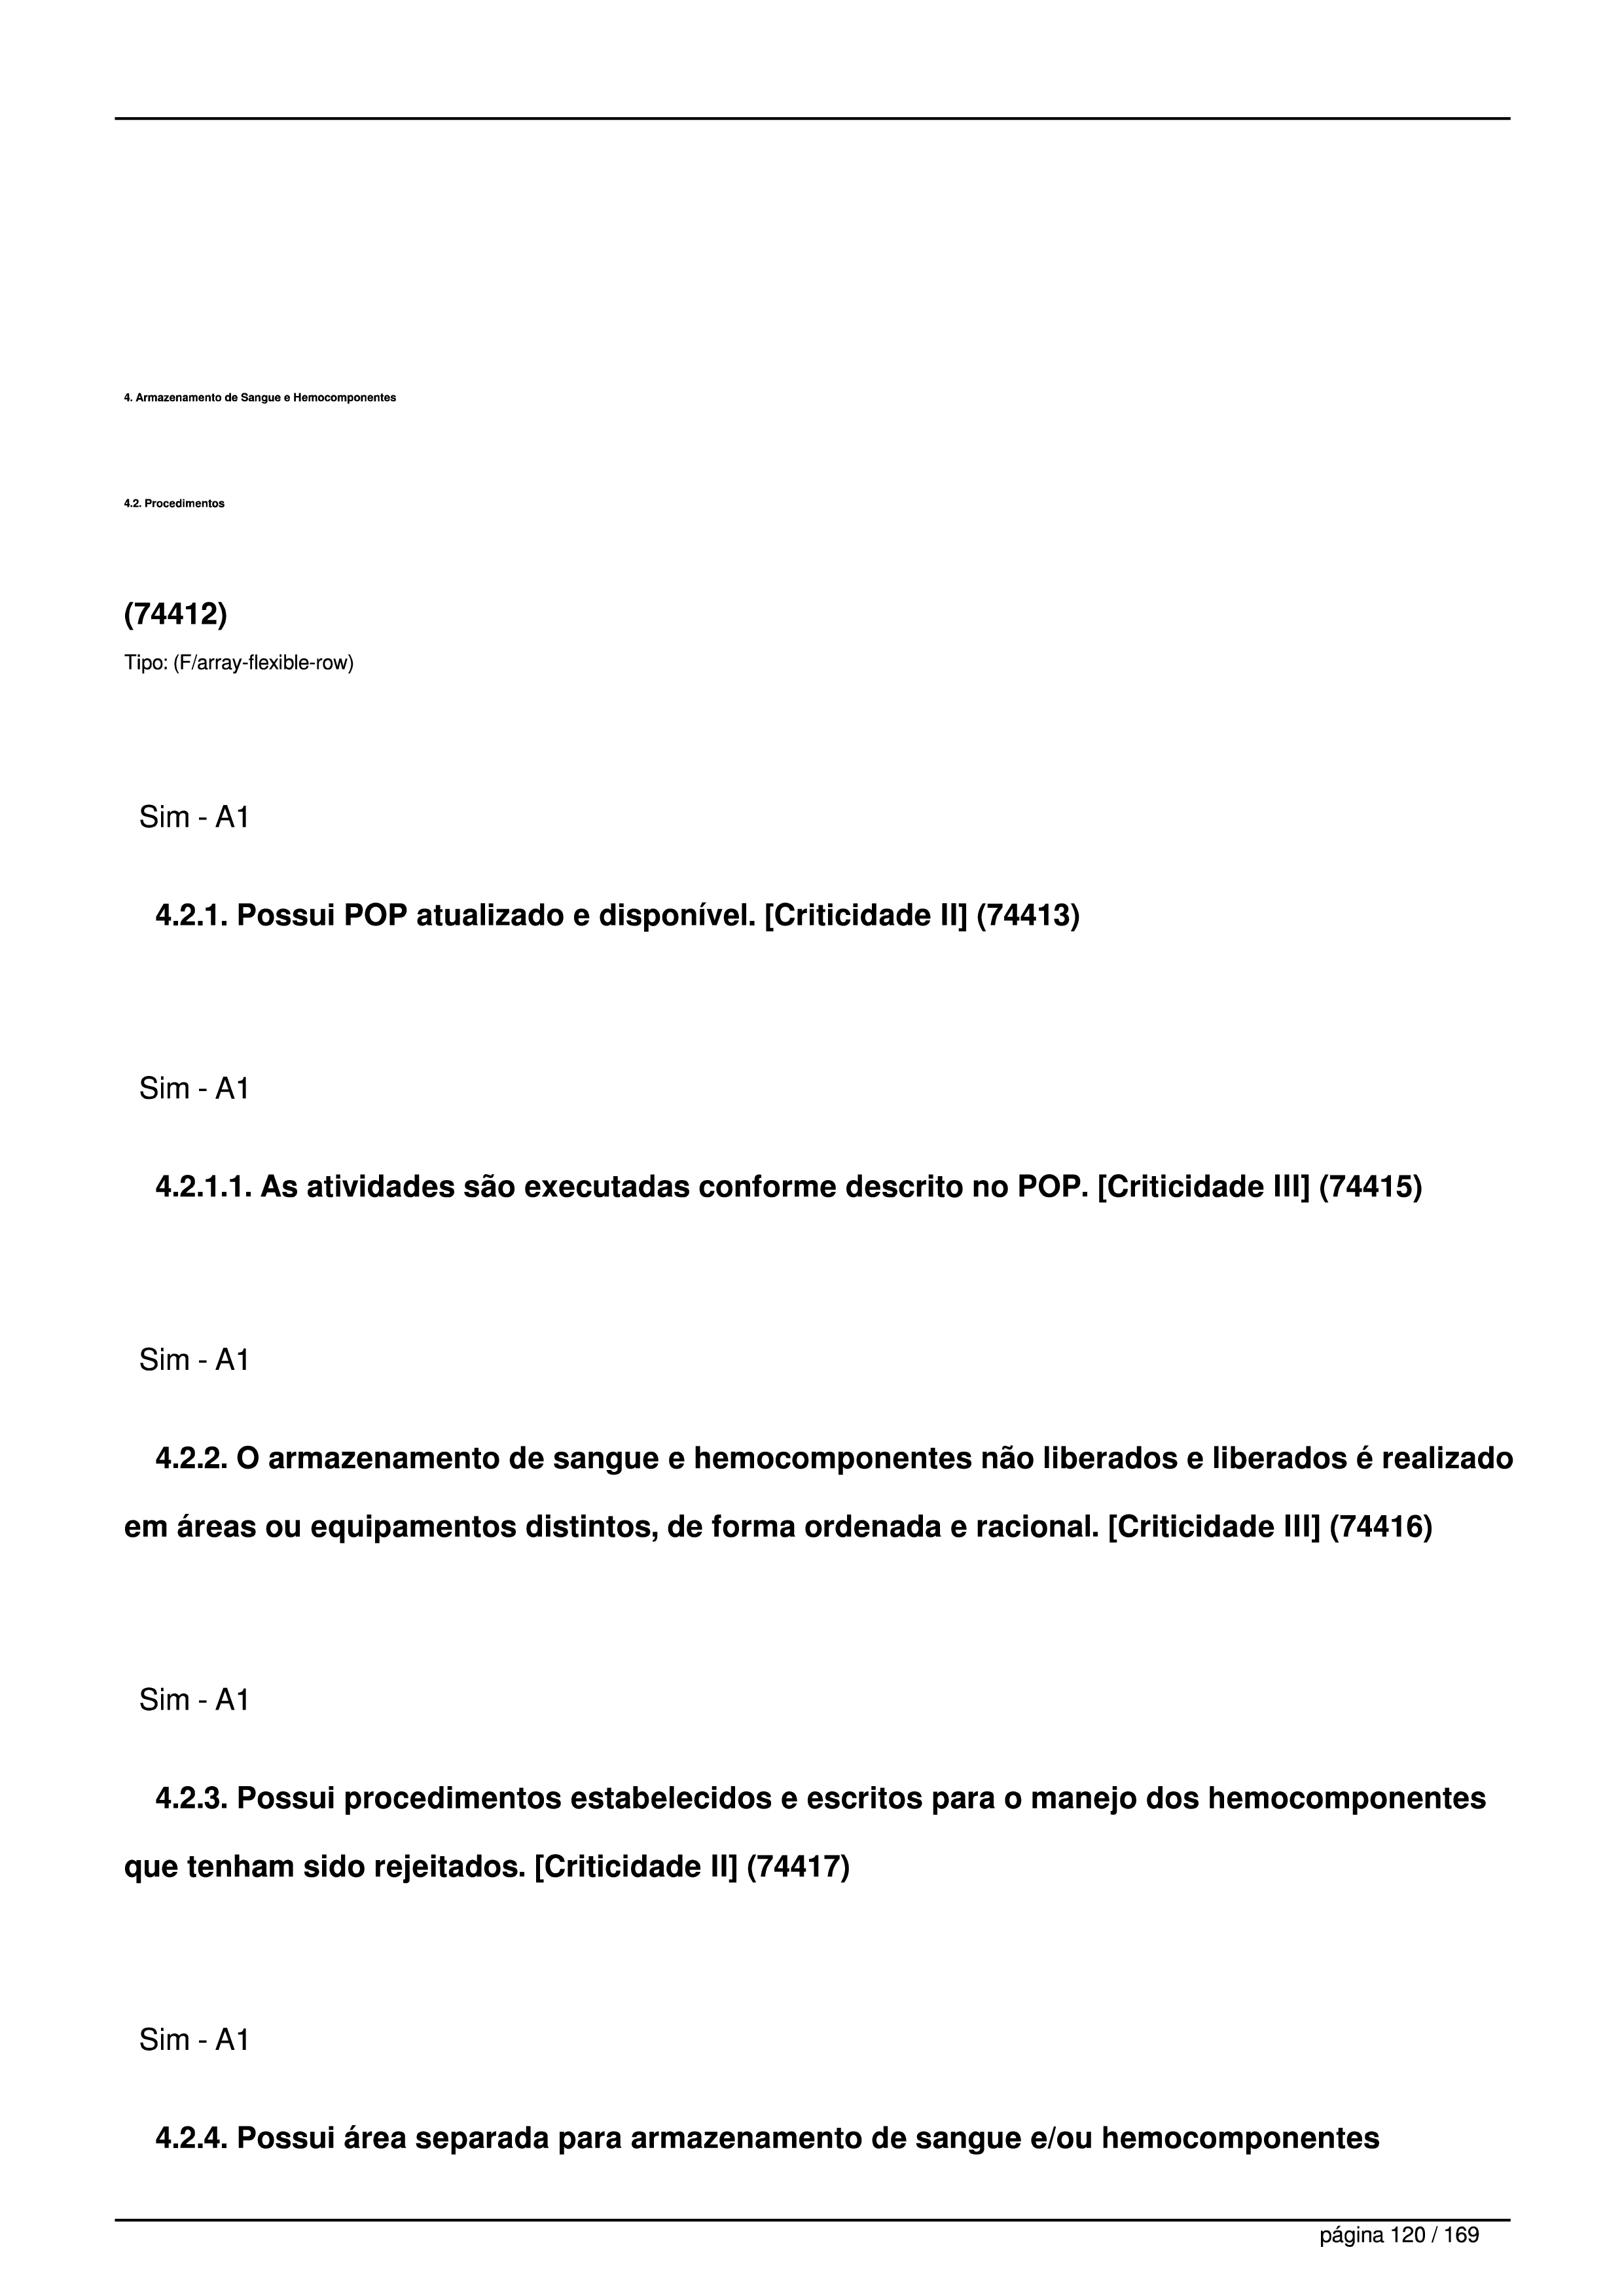 4. Armazenamento de Sangue e Hemocomponentes
4.2. Procedimentos
(74412)
Tipo: (F/array-flexible-row)
Sim - A1
4.2.1. Possui POP atualizado e disponível. [Criticidade II] (74413)
Sim - A1
4.2.1.1. As atividades são executadas conforme descrito no POP. [Criticidade III] (74415)
Sim - A1
4.2.2. O armazenamento de sangue e hemocomponentes não liberados e liberados é realizado
em áreas ou equipamentos distintos, de forma ordenada e racional. [Criticidade III] (74416)
Sim - A1
4.2.3. Possui procedimentos estabelecidos e escritos para o manejo dos hemocomponentes
que tenham sido rejeitados. [Criticidade II] (74417)
Sim - A1
4.2.4. Possui área separada para armazenamento de sangue e/ou hemocomponentes
página 120 / 169